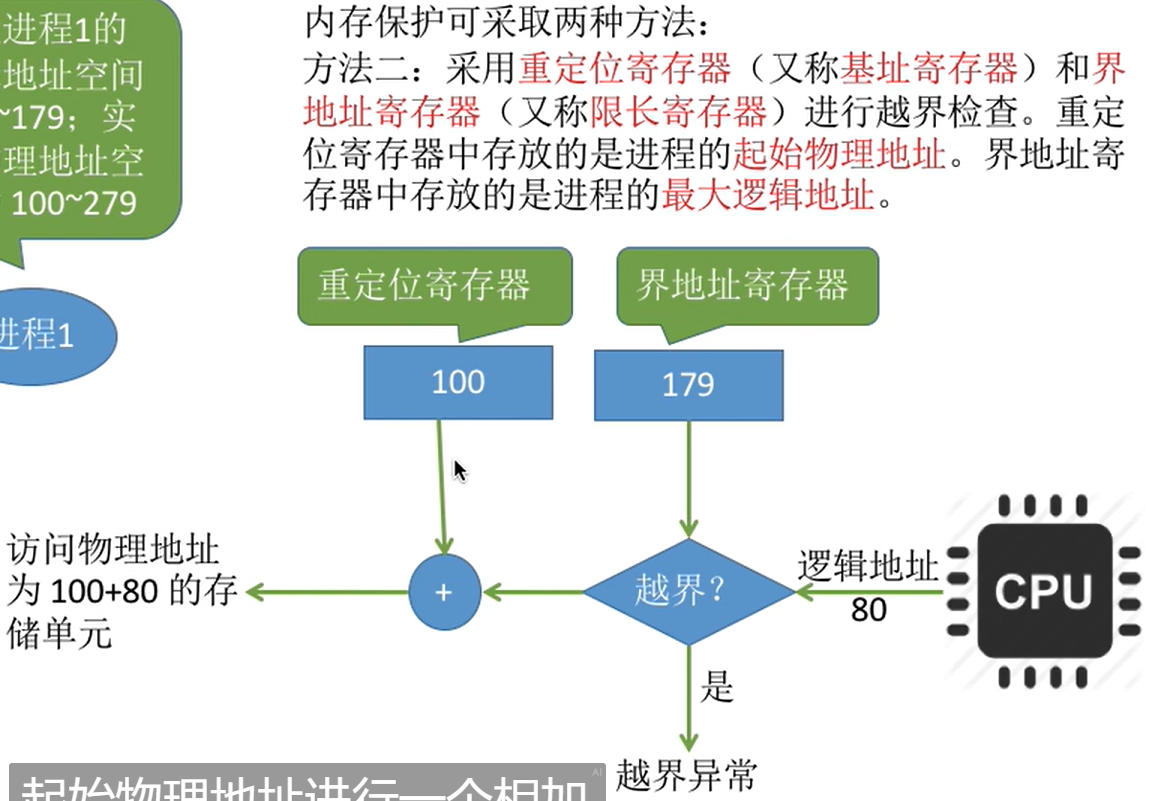 进程1的
地址空间
~179；实
理地址空
100~279
进程1
内存保护可采取两种方法：
方法二：采用重定位寄存器（又称基址寄存器）和界
地址寄存器（又称限长寄存器）进行越界检查。重定
位寄存器中存放的是进程的起始物理地址。界地址寄
存器中存放的是进程的最大逻辑地址。
重定位寄存器
界地址寄存器
100
179
访问物理地址
为 100+80 的存
储单元
+
越界？
逻辑地址
80
CPU
是
越界异常
起始物理地址进行一个相加
AI